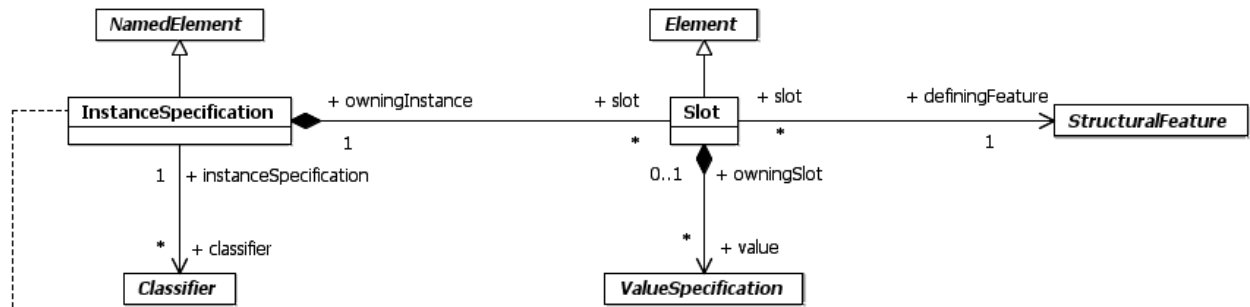 NamedElement
Element
InstanceSpecification
+ owningInstance
+ slot
Slot
+ slot
+ definingFeature
StructuralFeature
1
*
*
1
1
+ instanceSpecification
0..1
+ owningSlot
*
+ classifier
*
+ value
Classifier
ValueSpecification